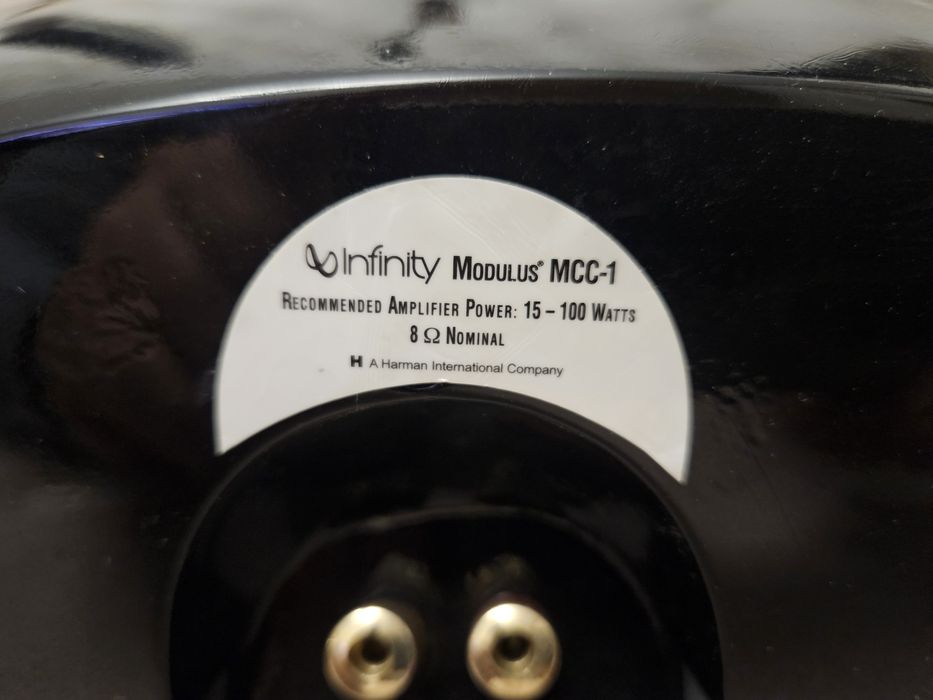 Infinity Modulus® MCC-1
Recommended Amplifier Power: 15 – 100 Watts
8 Ω Nominal
H A Harman International Company